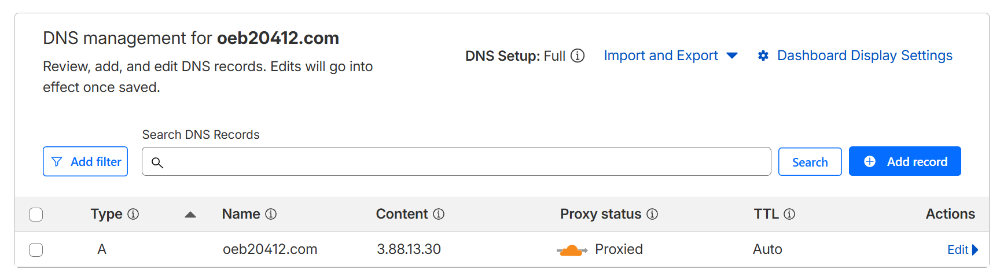 DNS management for oeb20412.com
Review, add, and edit DNS records. Edits will go into
effect once saved.
DNS Setup: Full
Import and Export
Dashboard Display Settings
Search DNS Records
Add filter
Search
Add record
Type Name Content Proxy status TTL Actions
A oeb20412.com 3.88.13.30 Proxied Auto Edit